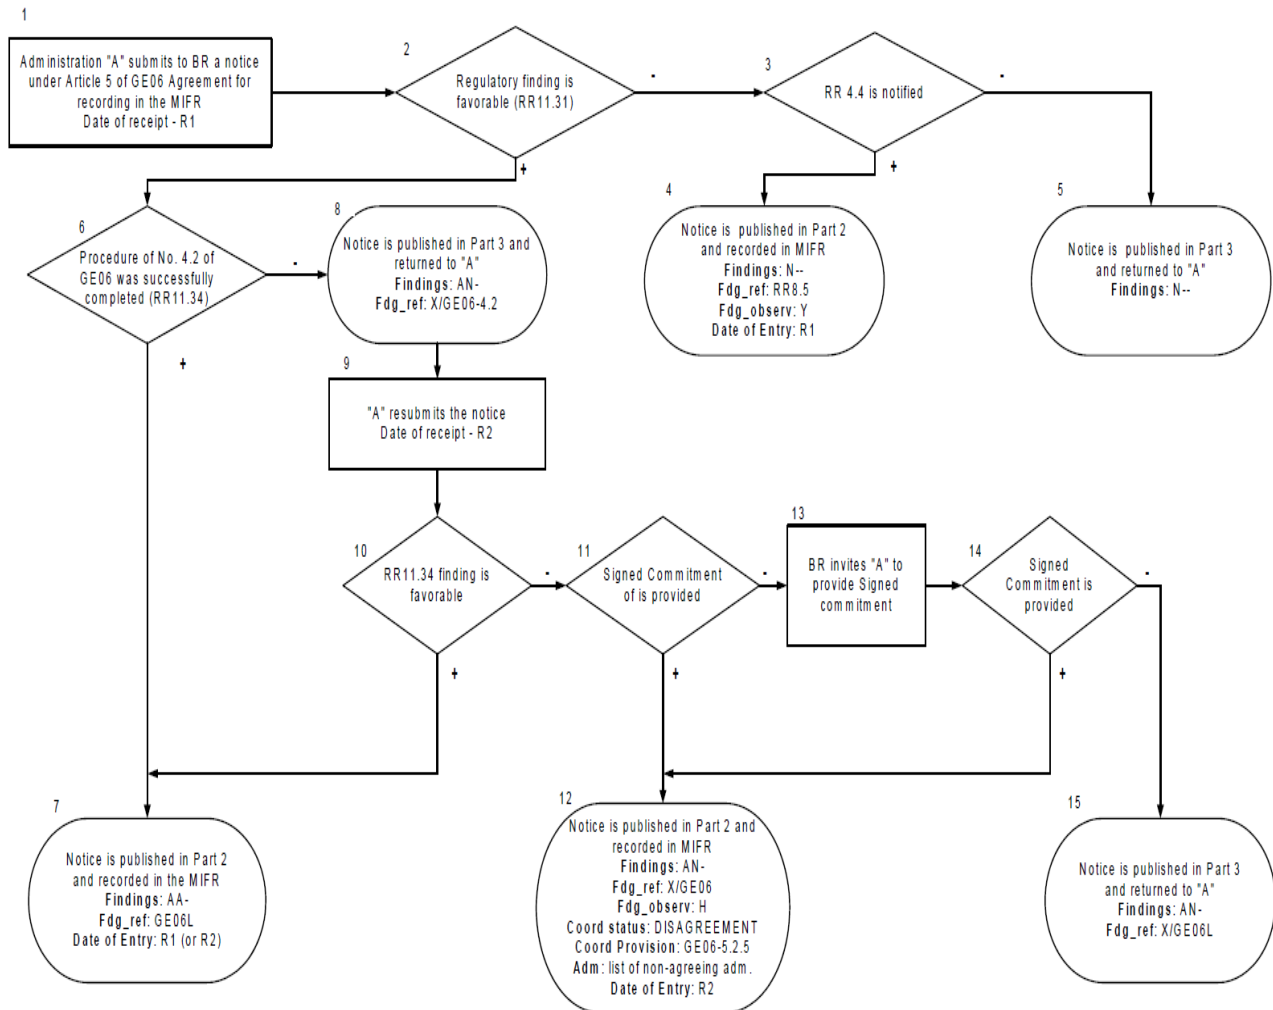 1
Administration "A" submits to BR a notice
under Article 5 of GE06 Agreement for
recording in the MIFR
Date of receipt - R1
2
Regulatory finding is
favorable (RR11.31)
-
+
3
RR 4.4 is notified
-
+
4
Notice is published in Part 2
and recorded in MIFR
Findings: N--
Fdg_ref: RR8.5
Fdg_observ: Y
Date of Entry: R1
5
Notice is published in Part 3
and returned to "A"
Findings: N--
6
Procedure of No. 4.2 of
GE06 was successfully
completed (RR11.34)
-
+
8
Notice is published in Part 3 and
returned to "A"
Findings: AN-
Fdg_ref: X/GE06-4.2
9
"A" resubmits the notice
Date of receipt - R2
10
RR11.34 finding is
favorable
-
+
11
Signed Commitment
of is provided
-
+
13
BR invites "A" to
provide Signed
commitment
14
Signed
Commitment is
provided
-
+
7
Notice is published in Part 2
and recorded in the MIFR
Findings: AA-
Fdg_ref: GE06L
Date of Entry: R1 (or R2)
12
Notice is published in Part 2 and
recorded in MIFR
Findings: AN-
Fdg_ref: X/GE06
Fdg_observ: H
Coord status: DISAGREEMENT
Coord Provision: GE06-5.2.5
Adm: list of non-agreeing adm.
Date of Entry: R2
15
Notice is published in Part 3
and returned to "A"
Findings: AN-
Fdg_ref: X/GE06L